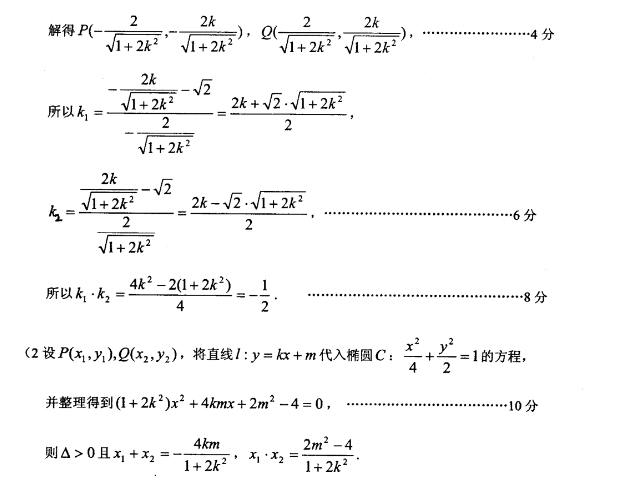 解得 $P(-\frac{2}{\sqrt{1+2k^2}},-\frac{2k}{\sqrt{1+2k^2}})$，$Q(\frac{2}{\sqrt{1+2k^2}},\frac{2k}{\sqrt{1+2k^2}})$，……………………4 分
所以 $k_1=\frac{-\frac{2k}{\sqrt{1+2k^2}}-\sqrt{2}}{-\frac{2}{\sqrt{1+2k^2}}}=\frac{2k+\sqrt{2}\cdot\sqrt{1+2k^2}}{2}$，
$k_2=\frac{\frac{2k}{\sqrt{1+2k^2}}-\sqrt{2}}{\frac{2}{\sqrt{1+2k^2}}}=\frac{2k-\sqrt{2}\cdot\sqrt{1+2k^2}}{2}$，……………………………………6 分
所以 $k_1\cdot k_2=\frac{4k^2-2(1+2k^2)}{4}=-\frac{1}{2}$．……………………………………8 分
（2 设 $P(x_1,y_1),Q(x_2,y_2)$，将直线 $l:y=kx+m$ 代入椭圆 $C$：$\frac{x^2}{4}+\frac{y^2}{2}=1$ 的方程，
并整理得到 $(1+2k^2)x^2+4kmx+2m^2-4=0$，………………………………10 分
则 $\Delta>0$ 且 $x_1+x_2=-\frac{4km}{1+2k^2}$，$x_1\cdot x_2=\frac{2m^2-4}{1+2k^2}$．